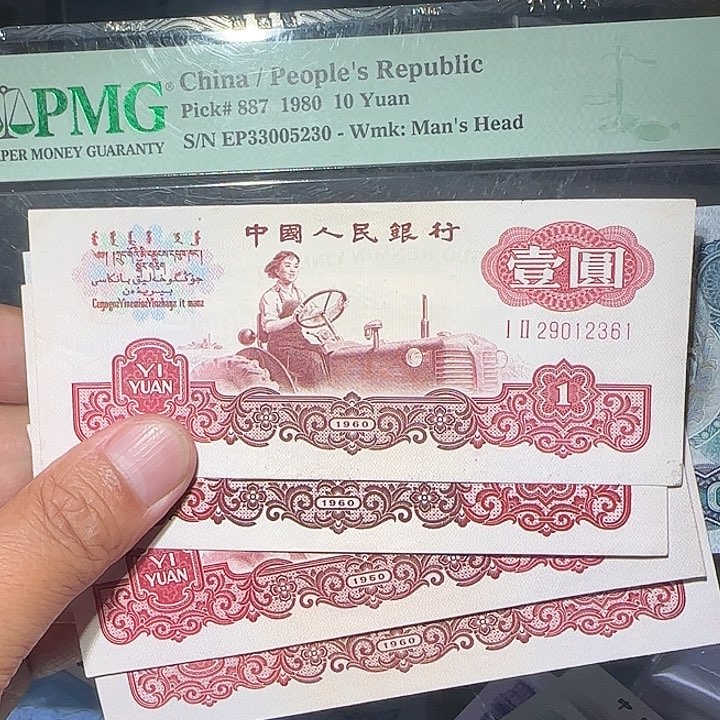 PMG
China / People's Republic
Pick# 887 1980 10 Yuan
S/N EP33005230 - Wmk: Man's Head
PER MONEY GUARANTY
中國人民銀行
壹圓
I II 29012361
YI
YUAN
1
1960
1960
YI
YUAN
1960
1960